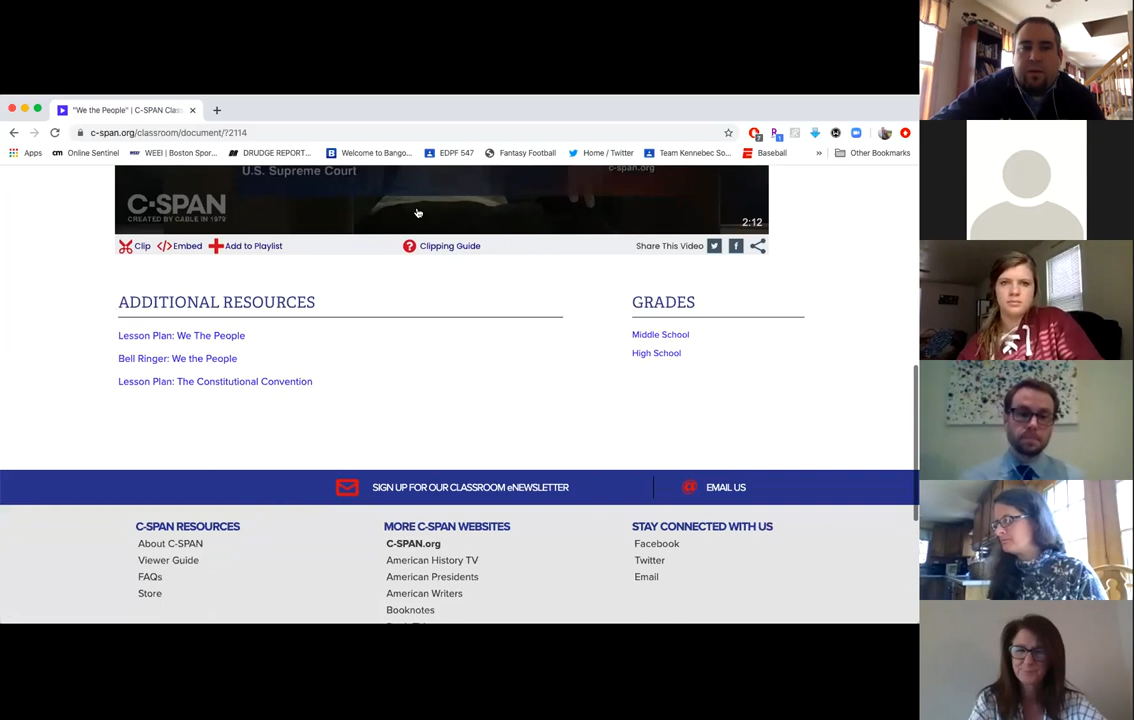 "We the People" | C-SPAN Clas
c-span.org/classroom/document/?2114
Apps Online Sentinel WEEI | Boston Spor... DRUDGE REPORT... Welcome to Bango... EDPF 547 Fantasy Football Home / Twitter Team Kennebec So... Baseball » Other Bookmarks
U.S. Supreme Court c-span.org
C-SPAN
CREATED BY CABLE IN 1979
2:12
Clip Embed Add to Playlist Clipping Guide Share This Video
ADDITIONAL RESOURCES GRADES
Lesson Plan: We The People Middle School
Bell Ringer: We the People High School
Lesson Plan: The Constitutional Convention
SIGN UP FOR OUR CLASSROOM eNEWSLETTER EMAIL US
C-SPAN RESOURCES MORE C-SPAN WEBSITES STAY CONNECTED WITH US
About C-SPAN C-SPAN.org Facebook
Viewer Guide American History TV Twitter
FAQs American Presidents Email
Store American Writers
Booknotes